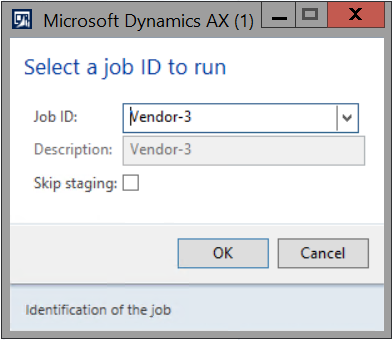 Microsoft Dynamics AX (1)
Select a job ID to run
Job ID: Vendor-3
Description: Vendor-3
Skip staging:
OK Cancel
Identification of the job